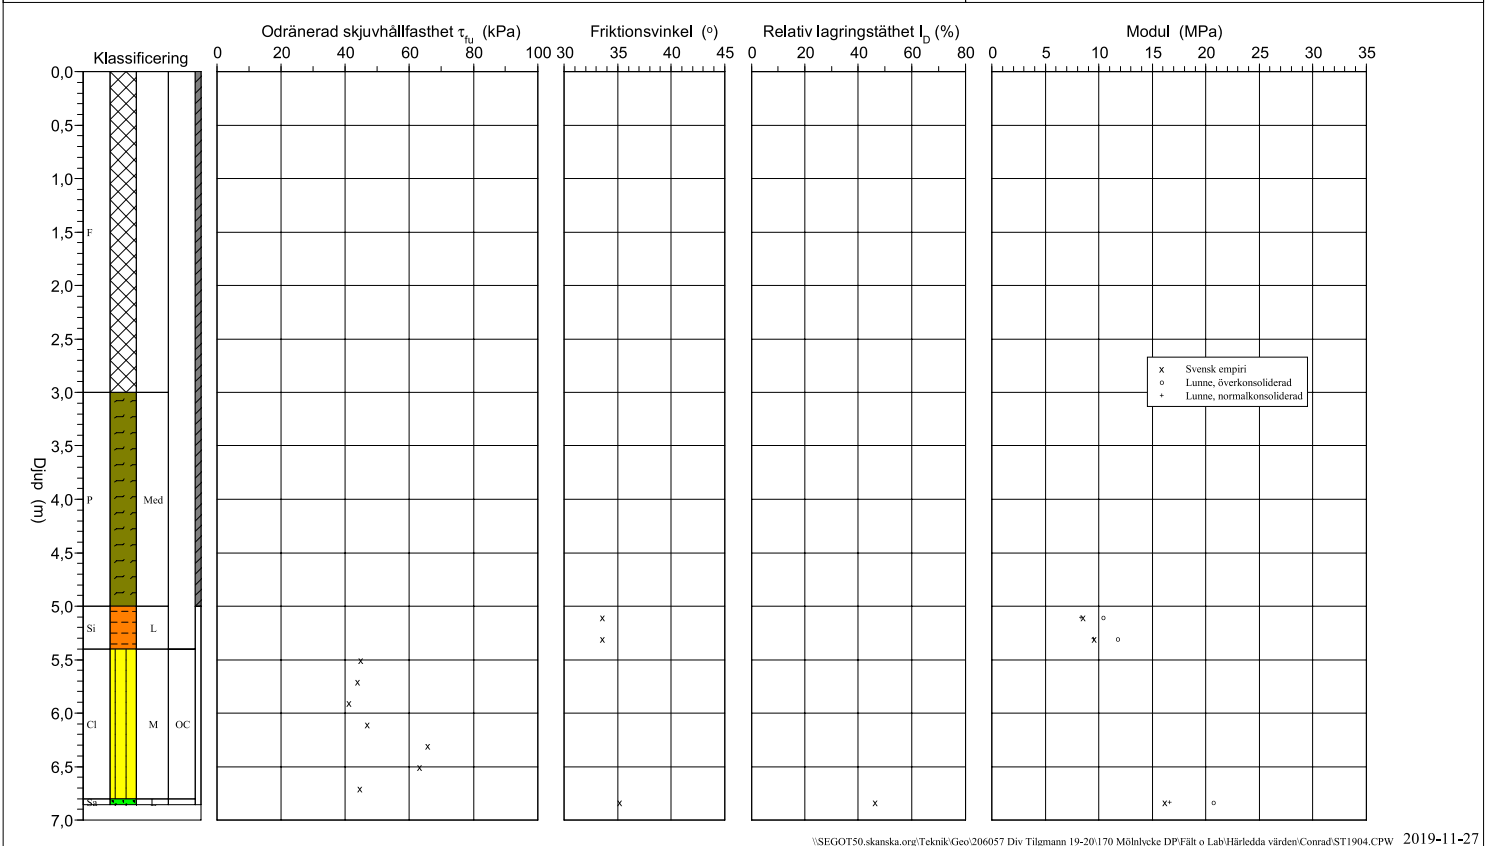 Odränerad skjuvhållfasthet τfu (kPa)
Friktionsvinkel (o)
Relativ lagringstäthet ID (%)
Modul (MPa)
Klassificering
0 20 40 60 80 100
30 35 40 45
0 20 40 60 80
0 5 10 15 20 25 30 35
0,0
0,5
1,0
1,5
F
2,0
2,5
3,0
x Svensk empiri
o Lunne, överkonsoliderad
+ Lunne, normalkonsoliderad
3,5
Djup (m)
4,0
P Med
4,5
5,0
Si L
5,5
6,0
Cl M OC
6,5
Sa L
7,0
\\SEGOT50.skanska.org\Teknik\Geo\206057 Div Tilgmann 19-20\170 Mölnlycke DP\Fält o Lab\Härledda värden\Conrad\ST1904.CPW 2019-11-27